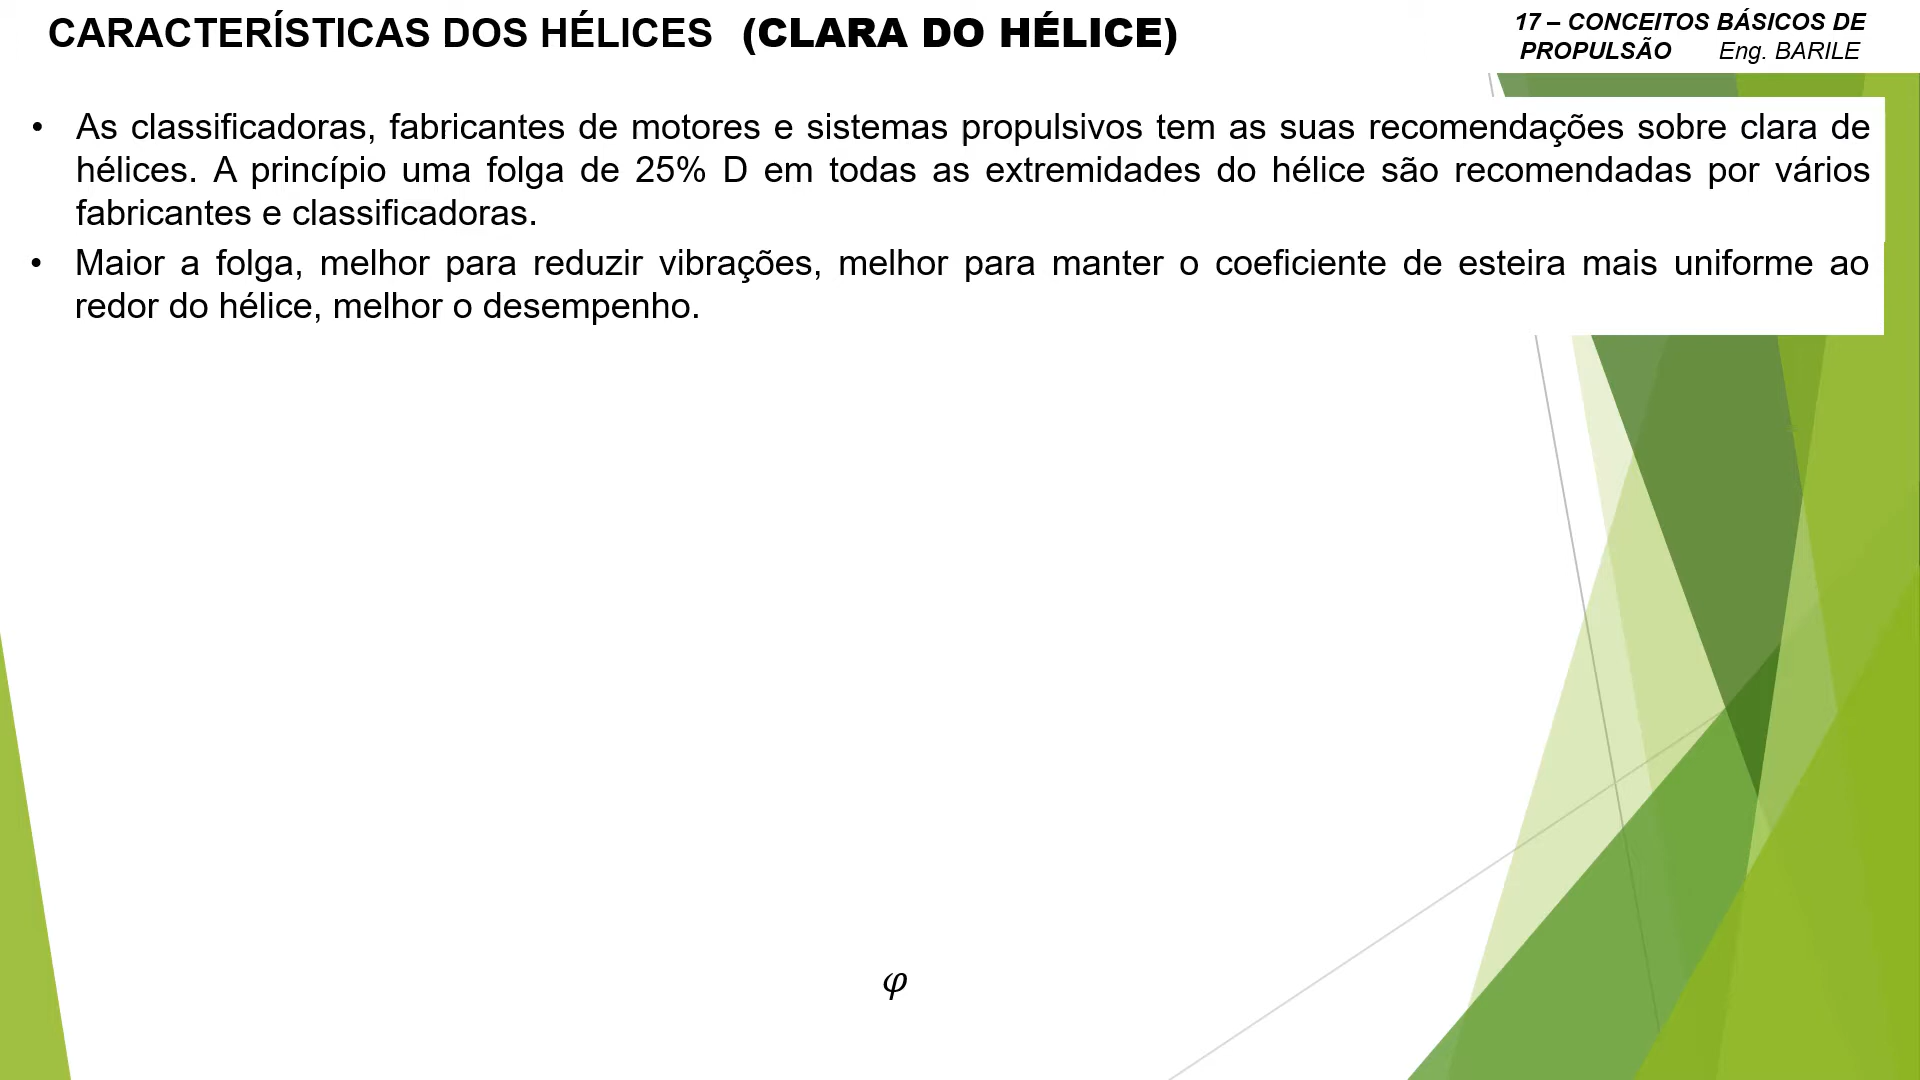 CARACTERÍSTICAS DOS HÉLICES (CLARA DO HÉLICE)
17 – CONCEITOS BÁSICOS DE
PROPULSÃO Eng. BARILE
• As classificadoras, fabricantes de motores e sistemas propulsivos tem as suas recomendações sobre clara de
hélices. A princípio uma folga de 25% D em todas as extremidades do hélice são recomendadas por vários
fabricantes e classificadoras.
• Maior a folga, melhor para reduzir vibrações, melhor para manter o coeficiente de esteira mais uniforme ao
redor do hélice, melhor o desempenho.
φ